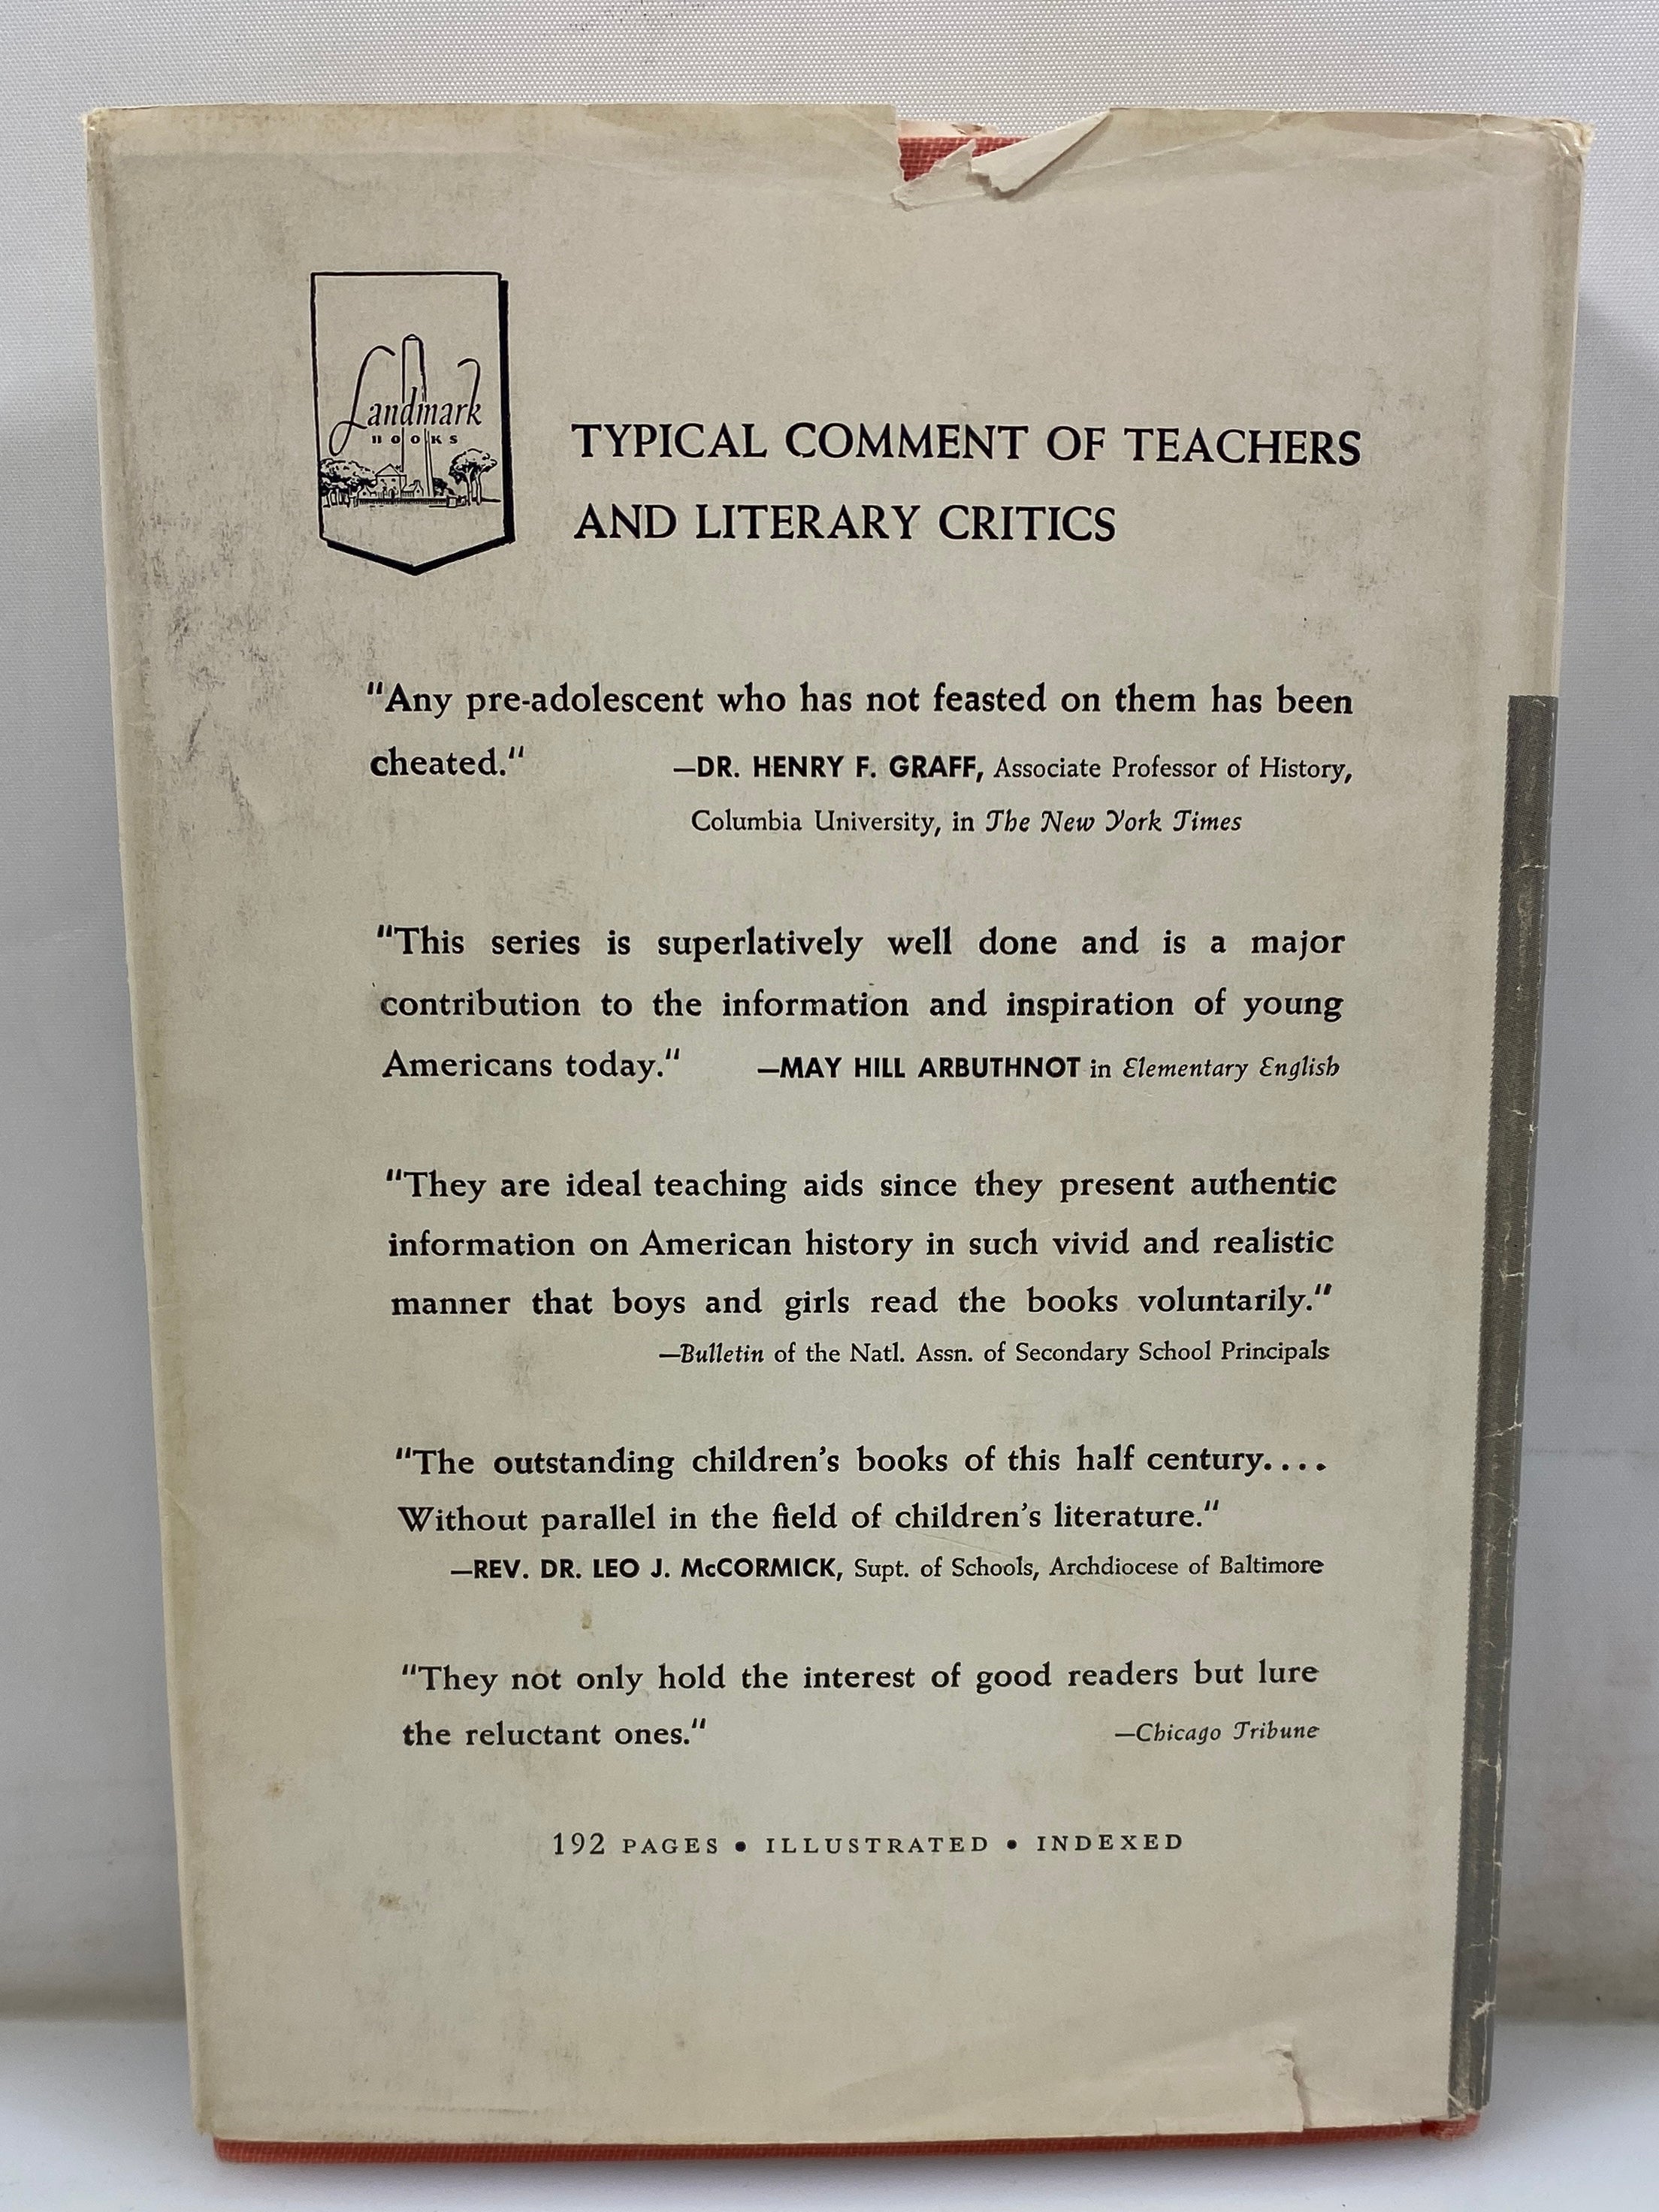 Landmark
BOOKS
TYPICAL COMMENT OF TEACHERS
AND LITERARY CRITICS
"Any pre-adolescent who has not feasted on them has been
cheated." —DR. HENRY F. GRAFF, Associate Professor of History,
Columbia University, in The New York Times
"This series is superlatively well done and is a major
contribution to the information and inspiration of young
Americans today." —MAY HILL ARBUTHNOT in Elementary English
"They are ideal teaching aids since they present authentic
information on American history in such vivid and realistic
manner that boys and girls read the books voluntarily."
—Bulletin of the Natl. Assn. of Secondary School Principals
"The outstanding children's books of this half century....
Without parallel in the field of children's literature."
—REV. DR. LEO J. McCORMICK, Supt. of Schools, Archdiocese of Baltimore
"They not only hold the interest of good readers but lure
the reluctant ones." —Chicago Tribune
192 PAGES • ILLUSTRATED • INDEXED